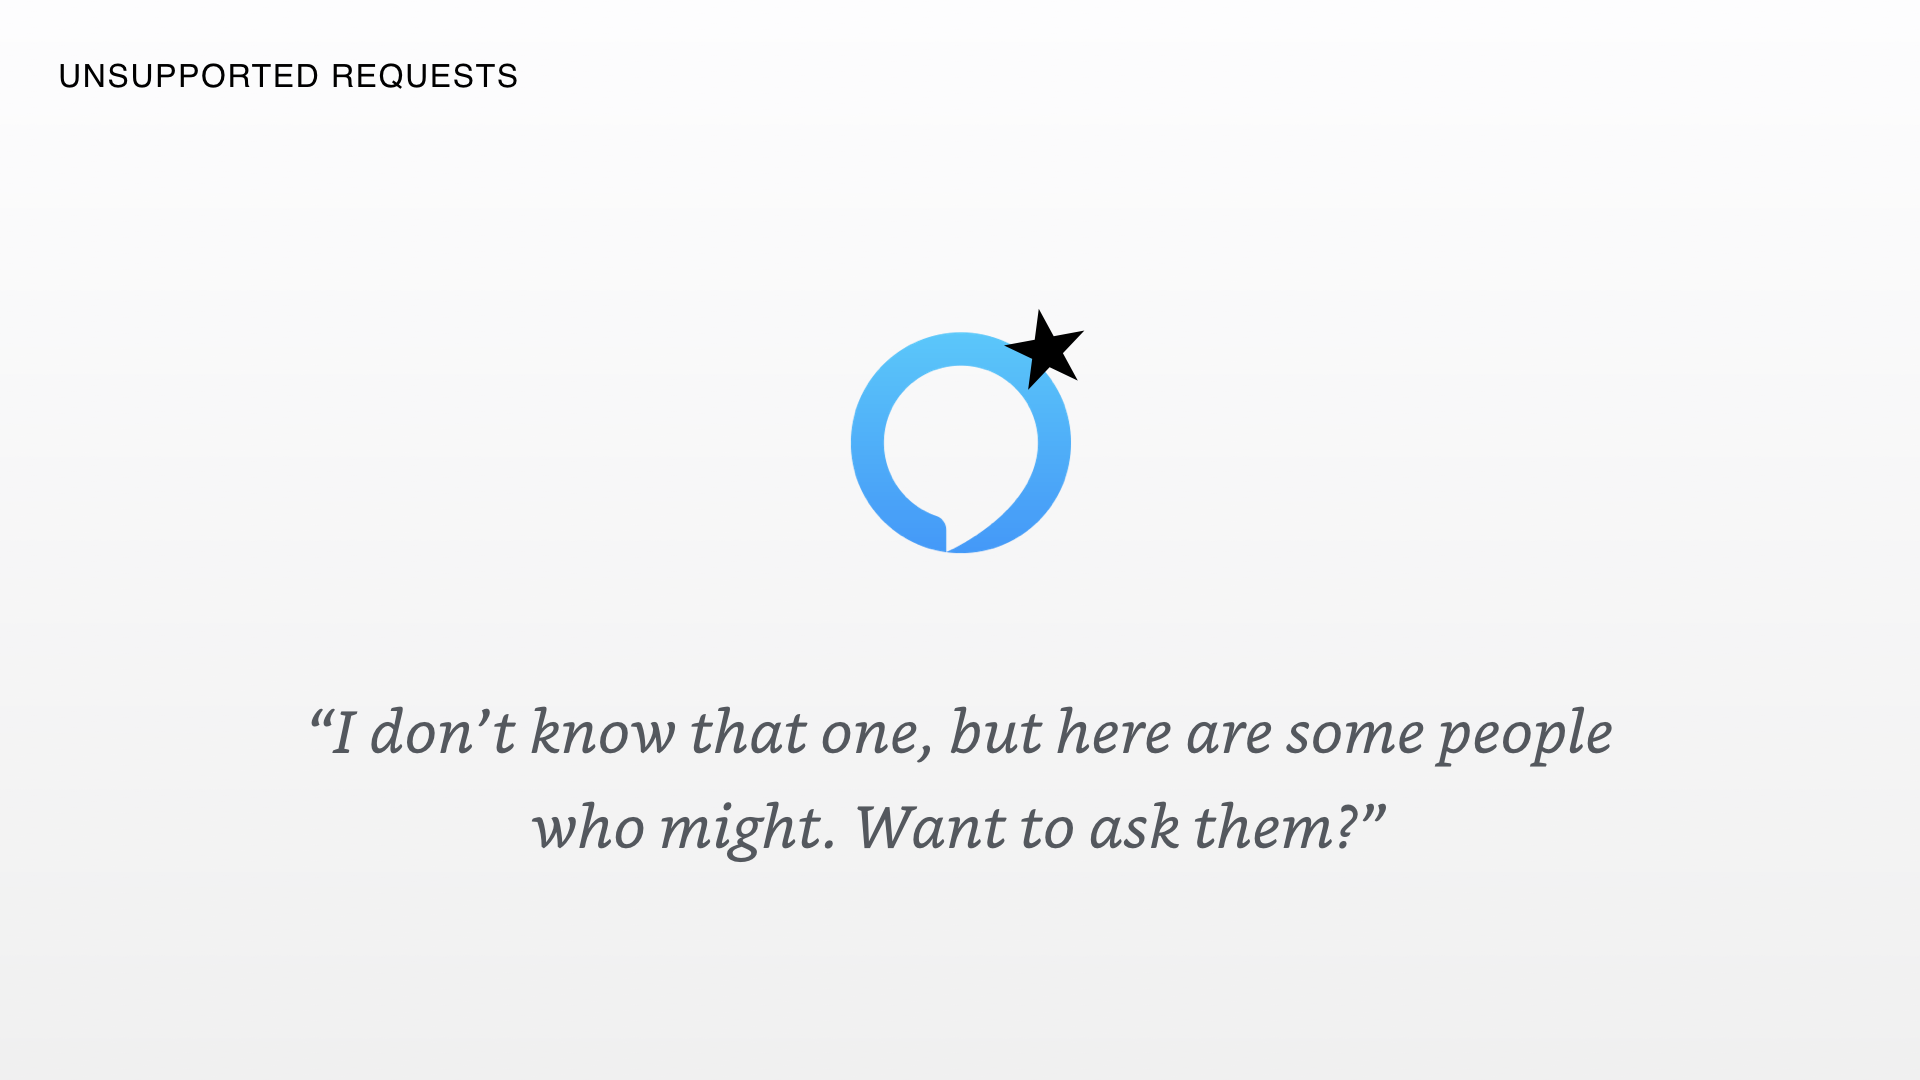 UNSUPPORTED REQUESTS
“I don’t know that one, but here are some people
who might. Want to ask them?”